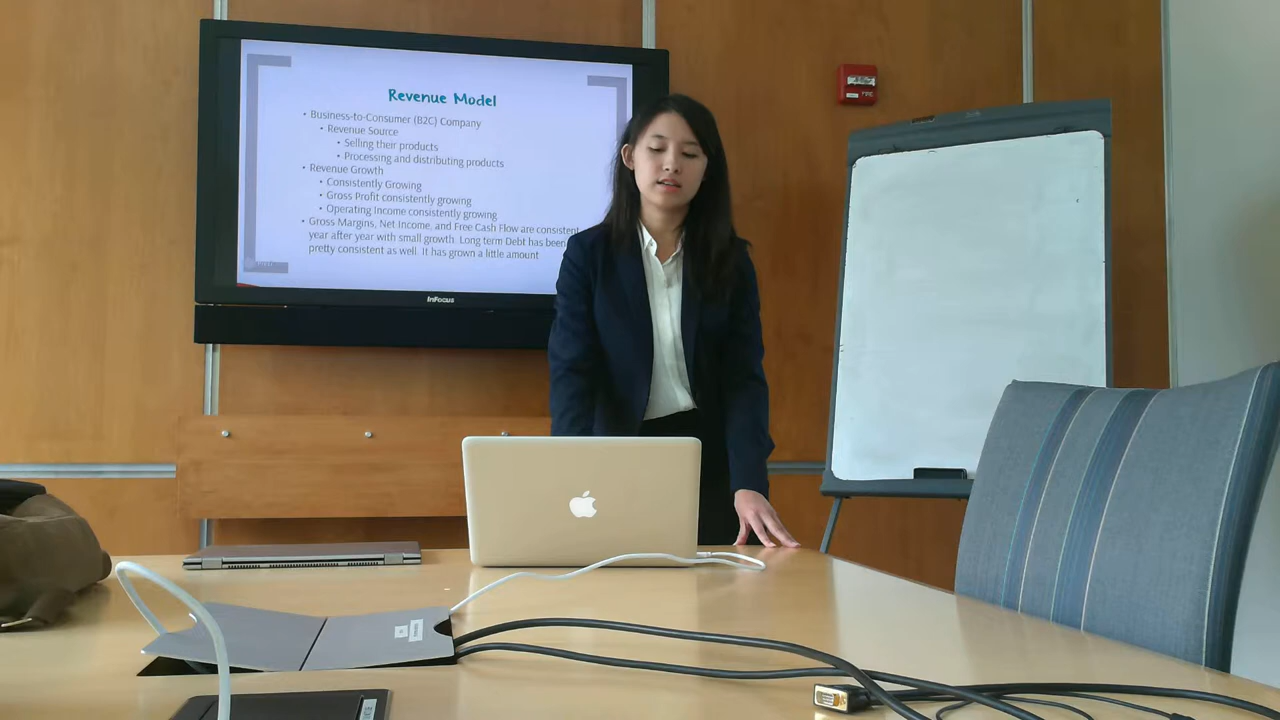 Revenue Model
• Business-to-Consumer (B2C) Company
• Revenue Source
• Selling their products
• Processing and distributing products
• Revenue Growth
• Consistently Growing
• Gross Profit consistently growing
• Operating Income consistently growing
• Gross Margins, Net Income, and Free Cash Flow are consistent
year after year with small growth. Long term Debt has been
pretty consistent as well. It has grown a little amount
InFocus
FIRE